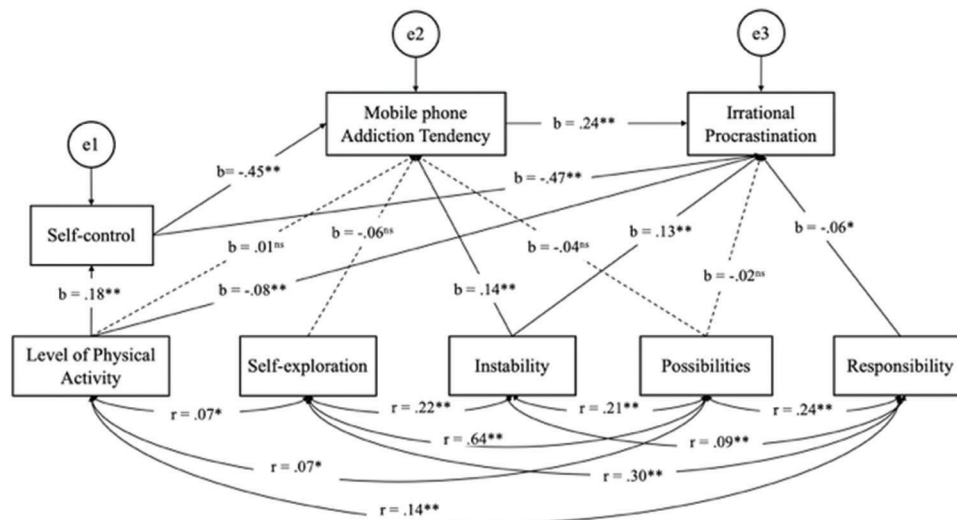 e2
e3
Mobile phone
Addiction Tendency
b = .24**
Irrational
Procrastination
e1
b= -.45**
b = -.47**
Self-control
b = .01ns
b = -.06ns
b = -.04ns
b = .13**
b = -.06*
b = .18**
b = -.08**
b = .14**
b = -.02ns
Level of Physical
Activity
Self-exploration
Instability
Possibilities
Responsibility
r = .07*
r = .22**
r = .21**
r = .24**
r = .64**
r = .09**
r = .07*
r = .30**
r = .14**